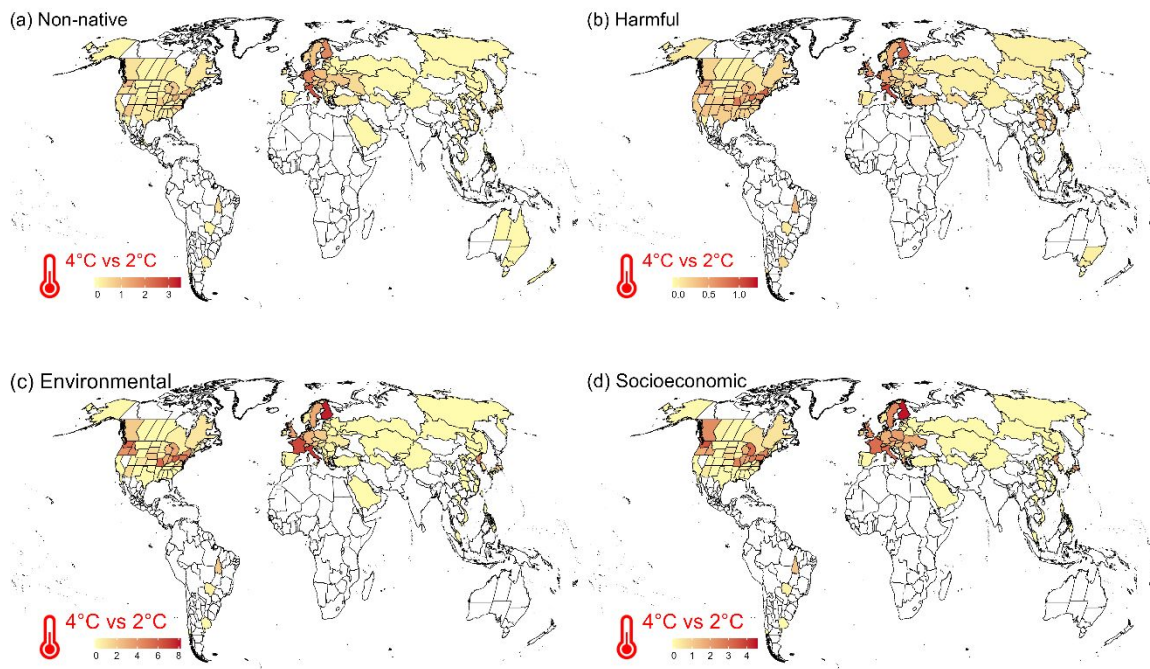 (a) Non-native
4°C vs 2°C
0 1 2 3
(b) Harmful
4°C vs 2°C
0.0 0.5 1.0
(c) Environmental
4°C vs 2°C
0 2 4 6 8
(d) Socioeconomic
4°C vs 2°C
0 1 2 3 4